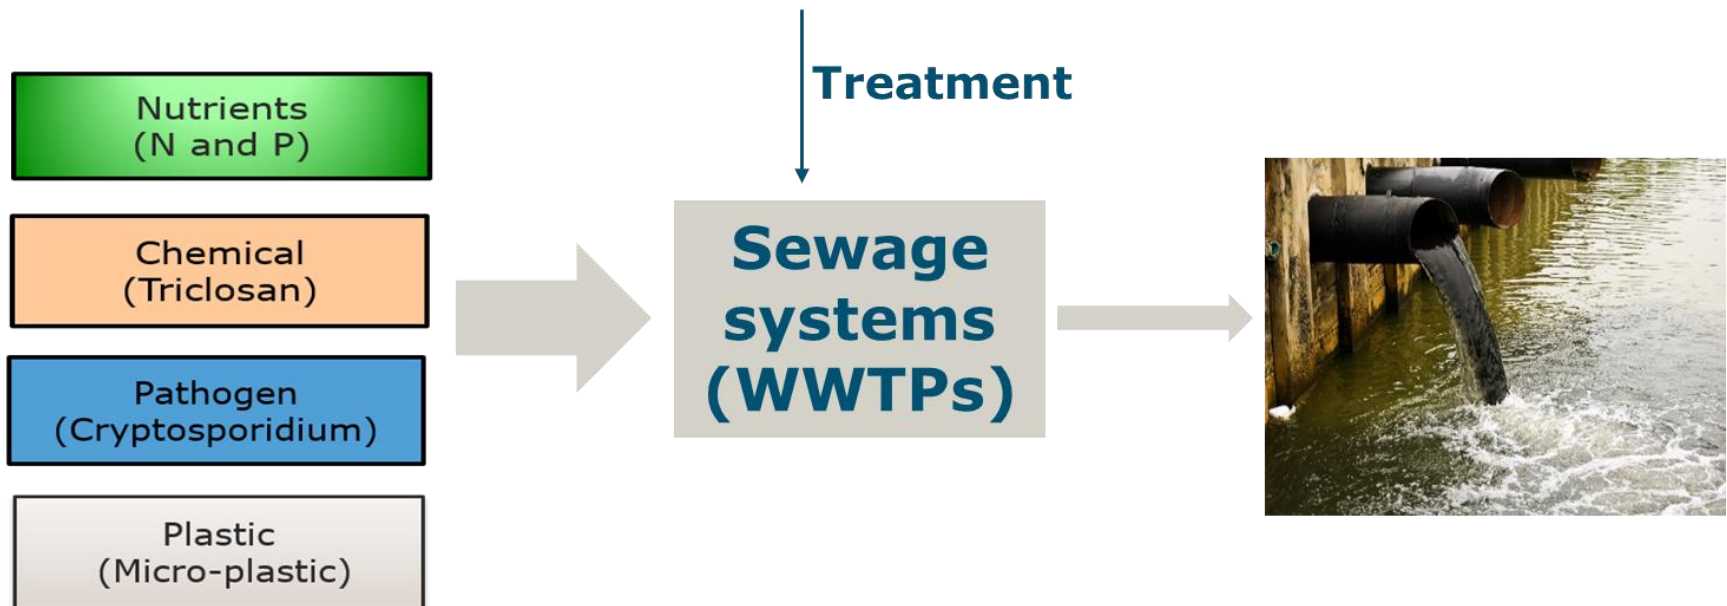 Treatment
Nutrients
(N and P)
Chemical
(Triclosan)
Pathogen
(Cryptosporidium)
Plastic
(Micro-plastic)
Sewage
systems
(WWTPs)